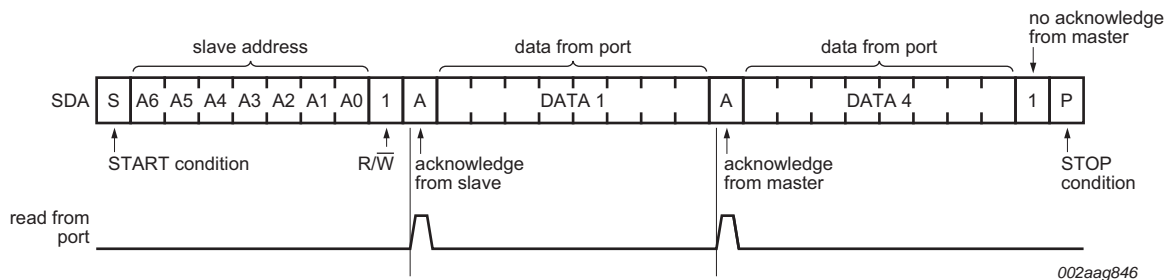 no acknowledge
from master
slave address
data from port
data from port
SDA S A6 A5 A4 A3 A2 A1 A0 1 A DATA 1 A DATA 4 1 P
START condition
R/W̅
acknowledge
from slave
acknowledge
from master
STOP
condition
read from
port
002aag846